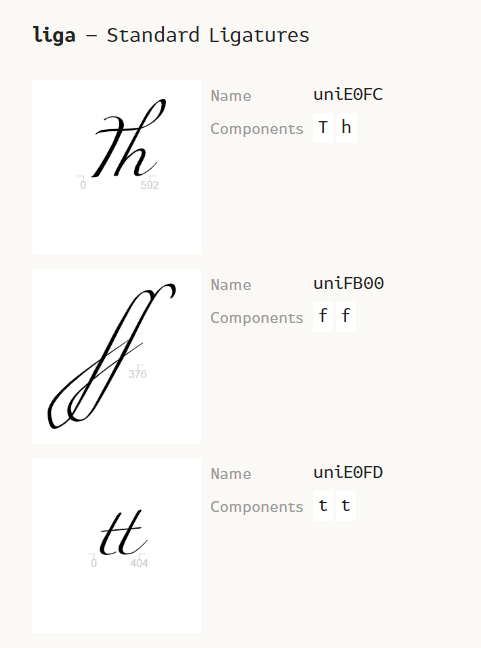 liga — Standard Ligatures
Th
0 592
Name uniE0FC
Components T h
ff
376
Name uniFB00
Components f f
tt
0 404
Name uniE0FD
Components t t